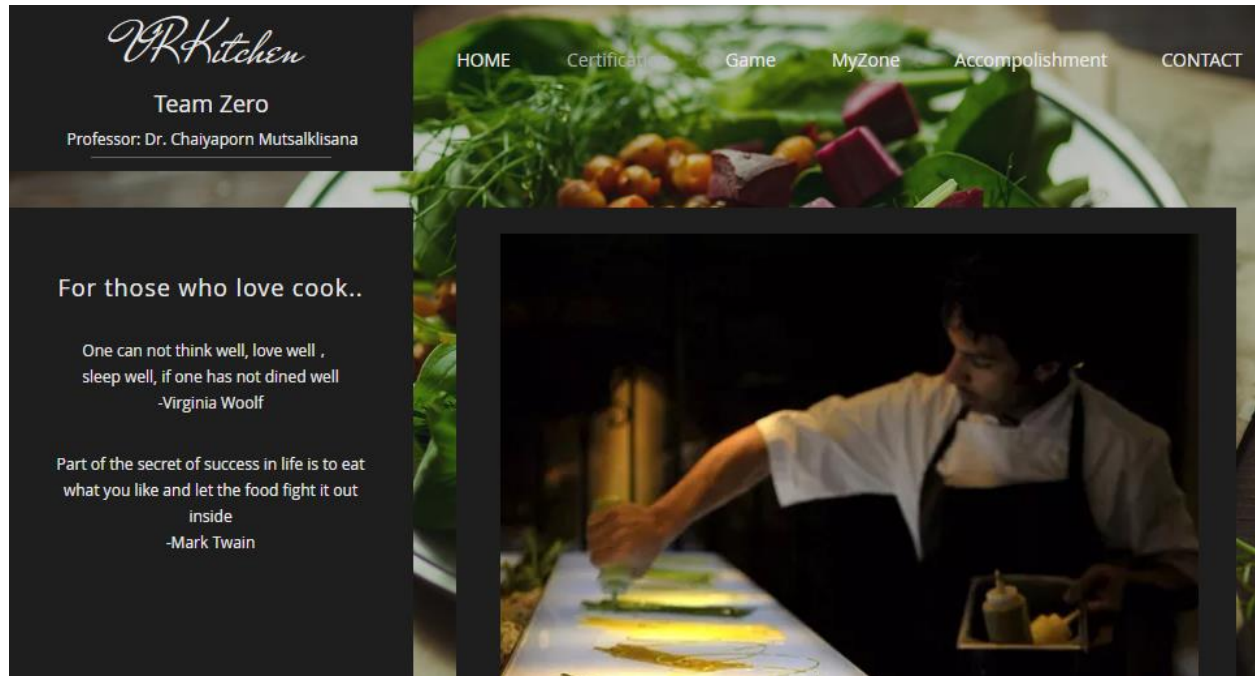 VRKitchen
Team Zero
Professor: Dr. Chaiyaporn Mutsalklisana
HOME Certification Game MyZone Accompolishment CONTACT
For those who love cook..
One can not think well, love well ,
sleep well, if one has not dined well
-Virginia Woolf
Part of the secret of success in life is to eat
what you like and let the food fight it out
inside
-Mark Twain